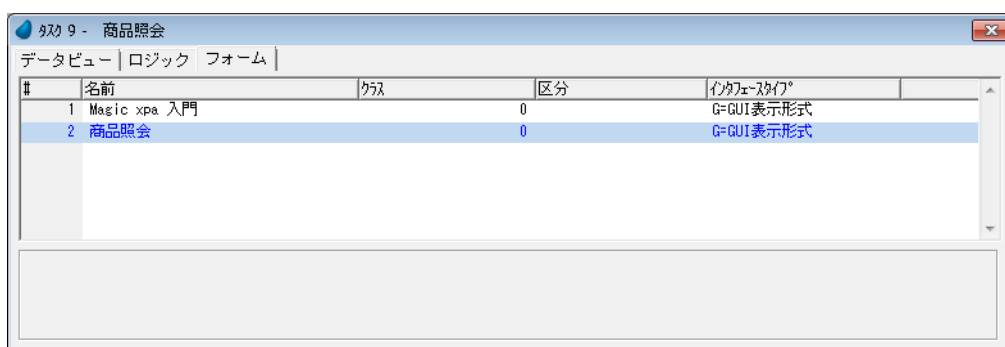 ﾀｽｸ 9 - 商品照会
データビュー ロジック フォーム
# 名前 ｸﾗｽ 区分 ｲﾝﾀﾌｪｰｽﾀｲﾌﾟ
1 Magic xpa 入門 0 G=GUI表示形式
2 商品照会 0 G=GUI表示形式